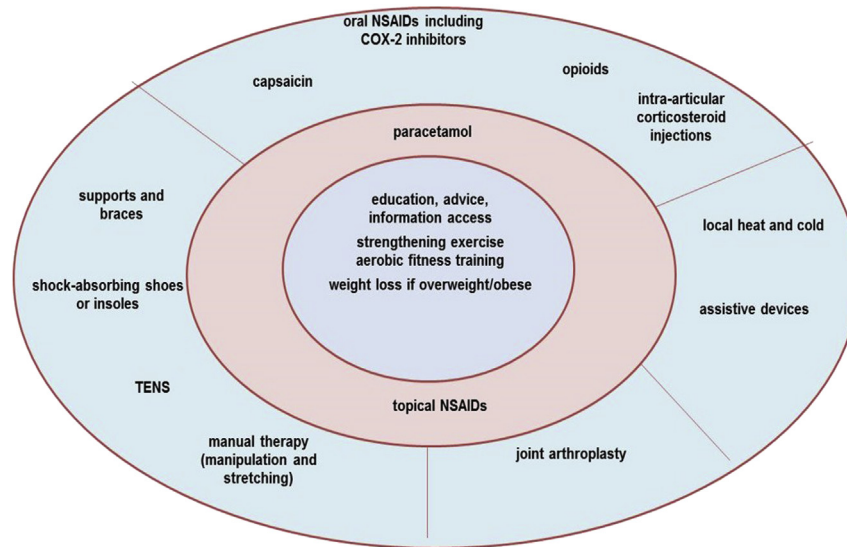 oral NSAIDs including
COX-2 inhibitors
capsaicin
opioids
intra-articular
corticosteroid
injections
paracetamol
supports and
braces
education, advice,
information access
strengthening exercise
aerobic fitness training
weight loss if overweight/obese
local heat and cold
shock-absorbing shoes
or insoles
assistive devices
TENS
topical NSAIDs
manual therapy
(manipulation and
stretching)
joint arthroplasty